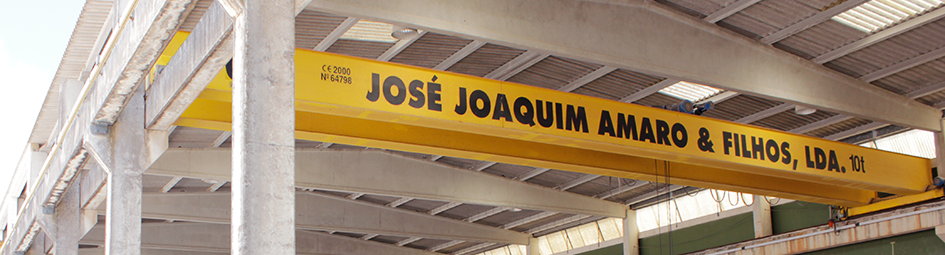 CE 2000
Nº 64798
JOSÉ JOAQUIM AMARO & FILHOS, LDA. 10t